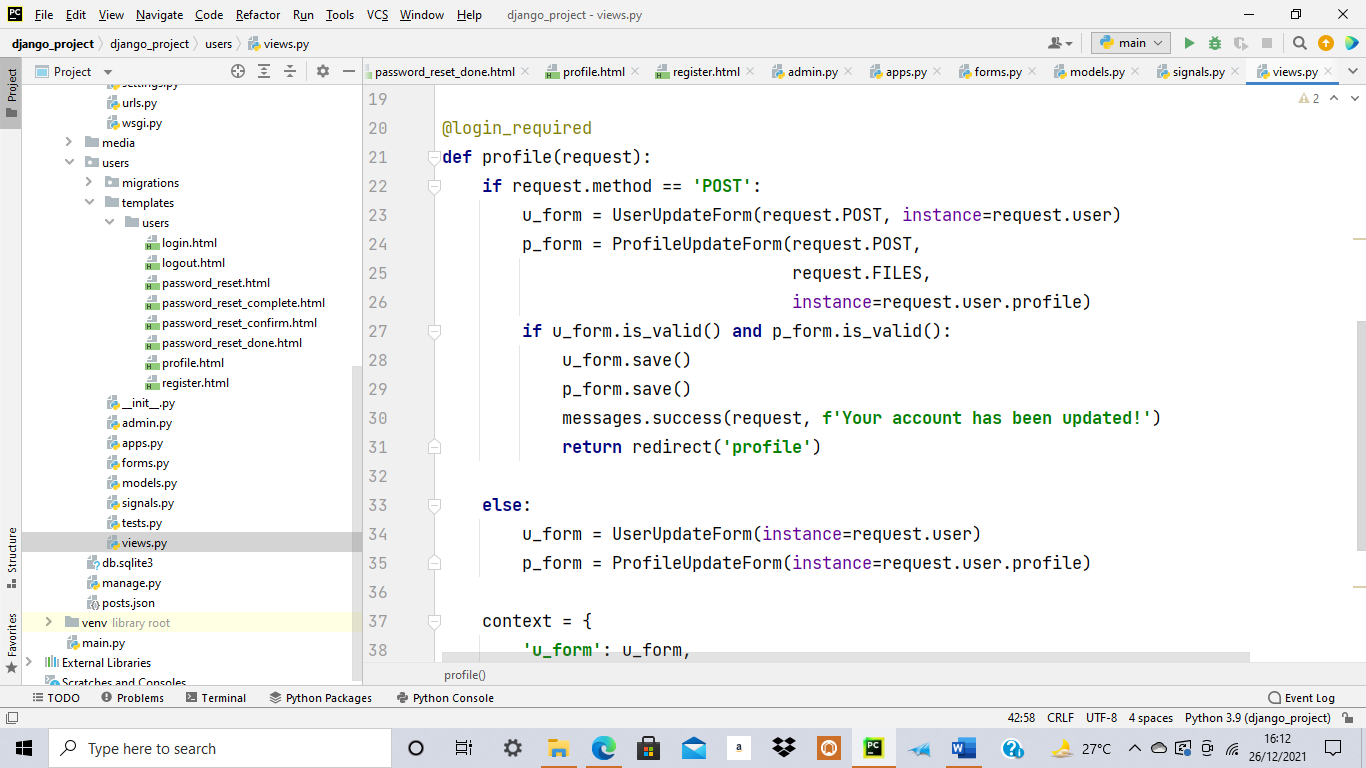 PC File Edit View Navigate Code Refactor Run Tools VCS Window Help django_project - views.py
django_project django_project users views.py main
Project
Project
password_reset_done.html profile.html register.html admin.py apps.py forms.py models.py signals.py views.py
settings.py
urls.py
wsgi.py
media
users
migrations
templates
users
login.html
logout.html
password_reset.html
password_reset_complete.html
password_reset_confirm.html
password_reset_done.html
profile.html
register.html
__init__.py
admin.py
apps.py
forms.py
models.py
signals.py
tests.py
views.py
db.sqlite3
manage.py
posts.json
venv library root
main.py
External Libraries
Scratches and Consoles
Structure
Favorites
2
19
20 @login_required
21 def profile(request):
22 if request.method == 'POST':
23 u_form = UserUpdateForm(request.POST, instance=request.user)
24 p_form = ProfileUpdateForm(request.POST,
25 request.FILES,
26 instance=request.user.profile)
27 if u_form.is_valid() and p_form.is_valid():
28 u_form.save()
29 p_form.save()
30 messages.success(request, f'Your account has been updated!')
31 return redirect('profile')
32
33 else:
34 u_form = UserUpdateForm(instance=request.user)
35 p_form = ProfileUpdateForm(instance=request.user.profile)
36
37 context = {
38 'u_form': u_form,
profile()
TODO Problems Terminal Python Packages Python Console Event Log
42:58 CRLF UTF-8 4 spaces Python 3.9 (django_project)
Type here to search a PC W 27°C 16:12
26/12/2021